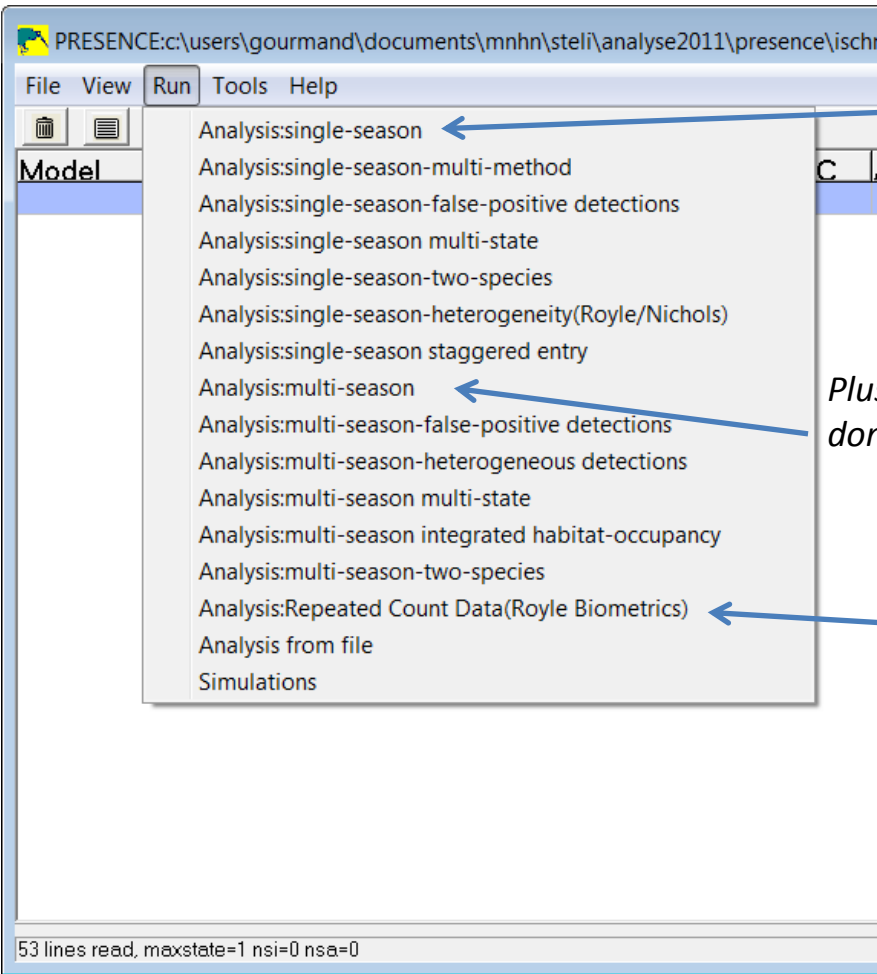 PRESENCE:c:\users\gourmand\documents\mnhn\steli\analyse2011\presence\ischn
File View Run Tools Help
Model C
Analysis:single-season
Analysis:single-season-multi-method
Analysis:single-season-false-positive detections
Analysis:single-season multi-state
Analysis:single-season-two-species
Analysis:single-season-heterogeneity(Royle/Nichols)
Analysis:single-season staggered entry
Analysis:multi-season
Analysis:multi-season-false-positive detections
Analysis:multi-season-heterogeneous detections
Analysis:multi-season multi-state
Analysis:multi-season integrated habitat-occupancy
Analysis:multi-season-two-species
Analysis:Repeated Count Data(Royle Biometrics)
Analysis from file
Simulations
Plus
don
53 lines read, maxstate=1 nsi=0 nsa=0